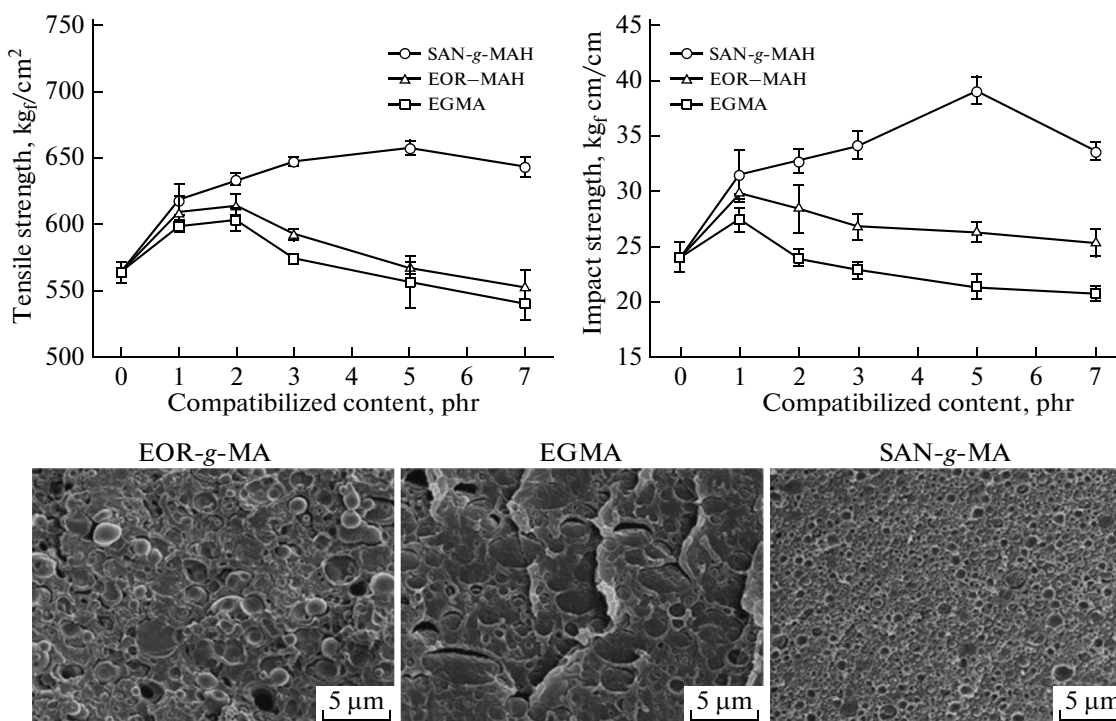 750
700
650
600
550
500
Tensile strength, kgf/cm2
SAN-g-MAH
EOR–MAH
EGMA
0 1 2 3 4 5 6 7
Compatibilized content, phr
45
40
35
30
25
20
15
Impact strength, kgf cm/cm
SAN-g-MAH
EOR–MAH
EGMA
0 1 2 3 4 5 6 7
Compatibilized content, phr
EOR-g-MA
EGMA
SAN-g-MA
5 µm
5 µm
5 µm